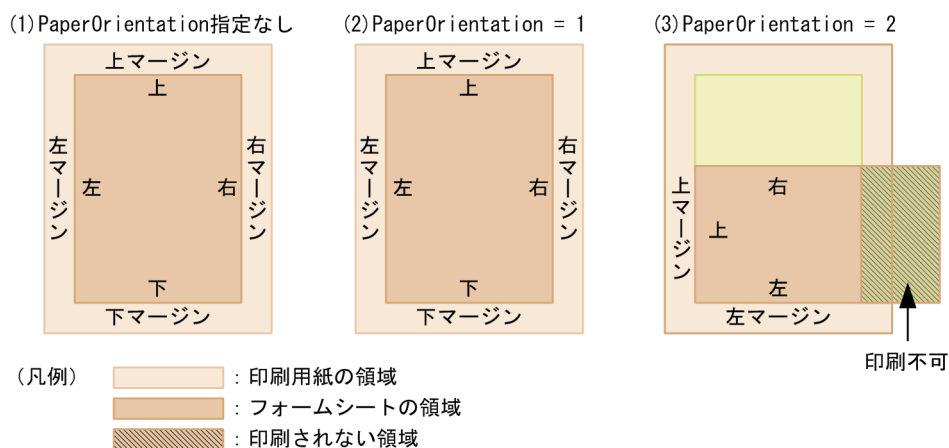 (1)PaperOrientation指定なし
上マージン
上
左マージン
左
右
右マージン
下
下マージン
(2)PaperOrientation = 1
上マージン
上
左マージン
左
右
右マージン
下
下マージン
(3)PaperOrientation = 2
上マージン
右
上
左
左マージン
印刷不可
(凡例)
：印刷用紙の領域
：フォームシートの領域
：印刷されない領域